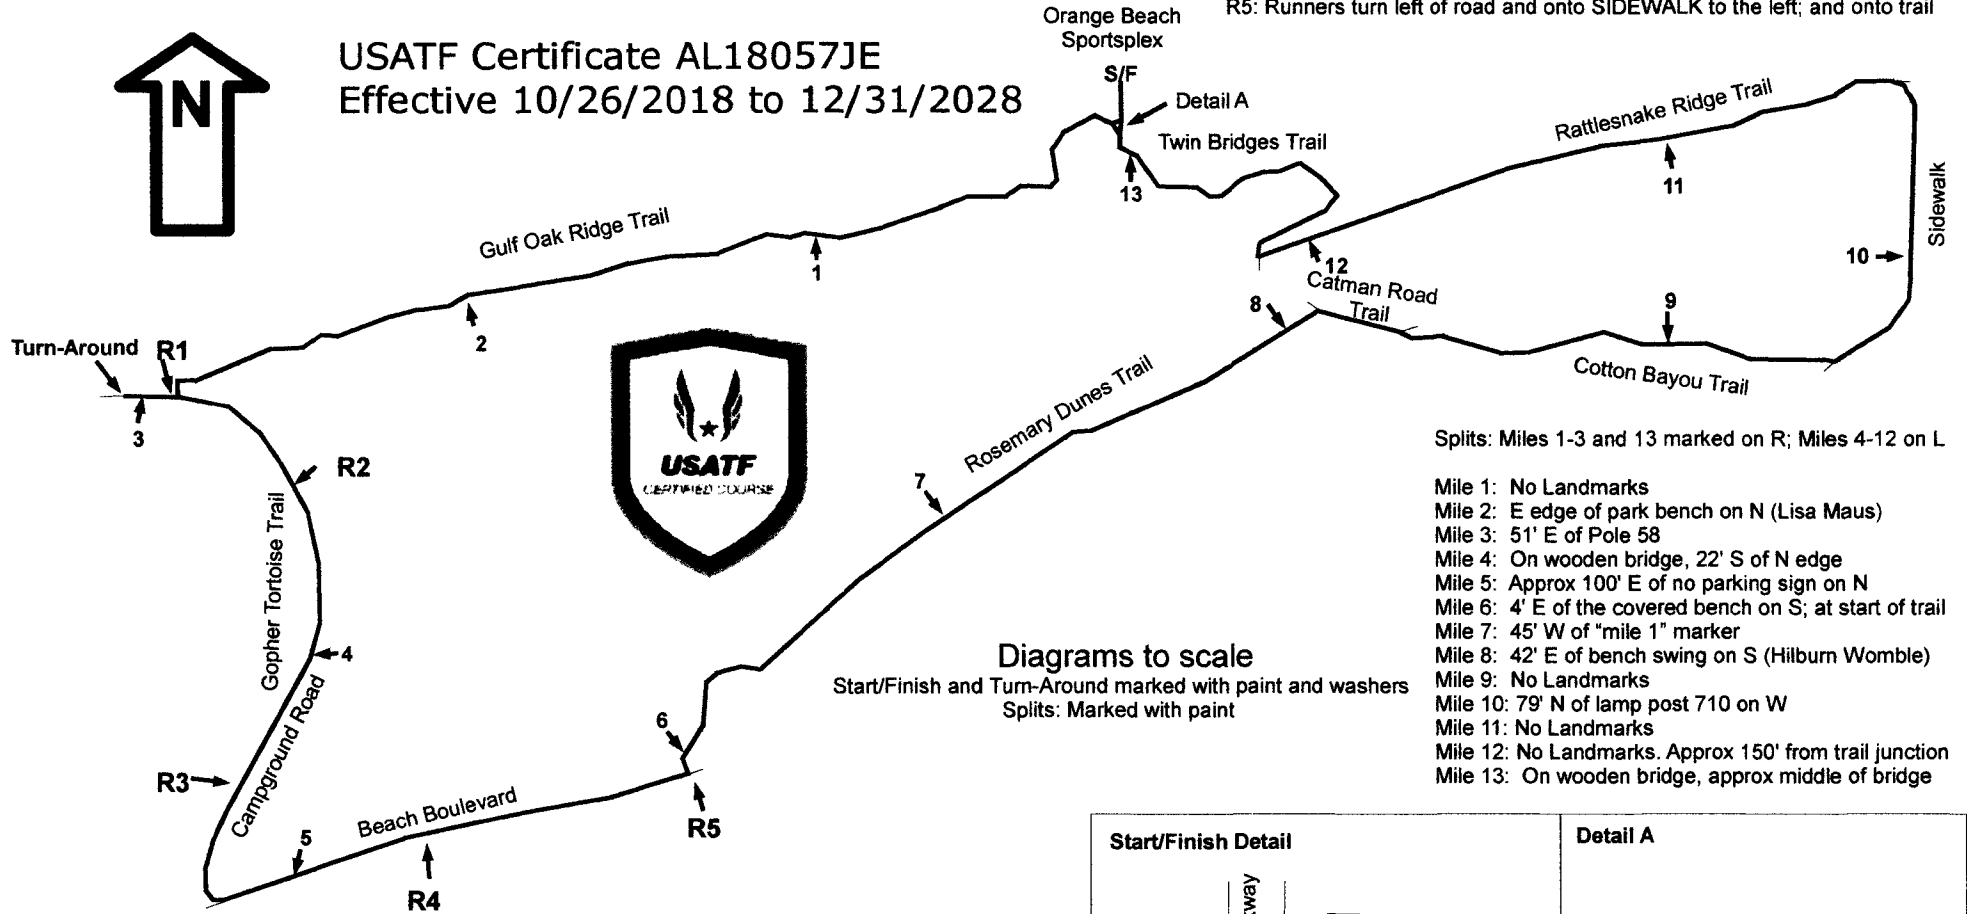 R5: Runners turn left of road and onto SIDEWALK to the left; and onto trail
Orange Beach
Sportsplex
S/F
N
USATF Certificate AL18057JE
Effective 10/26/2018 to 12/31/2028
Detail A
Twin Bridges Trail
Rattlesnake Ridge Trail
13
11
Sidewalk
Gulf Oak Ridge Trail
1
10
12
Catman Road
Trail
8
9
2
Turn-Around
R1
Cotton Bayou Trail
Rosemary Dunes Trail
3
R2
USATF
CERTIFIED COURSE
7
Gopher Tortoise Trail
4
Splits: Miles 1-3 and 13 marked on R; Miles 4-12 on L
Mile 1: No Landmarks
Mile 2: E edge of park bench on N (Lisa Maus)
Mile 3: 51' E of Pole 58
Mile 4: On wooden bridge, 22' S of N edge
Mile 5: Approx 100' E of no parking sign on N
Mile 6: 4' E of the covered bench on S; at start of trail
Mile 7: 45' W of "mile 1" marker
Mile 8: 42' E of bench swing on S (Hilburn Womble)
Mile 9: No Landmarks
Mile 10: 79' N of lamp post 710 on W
Mile 11: No Landmarks
Mile 12: No Landmarks. Approx 150' from trail junction
Mile 13: On wooden bridge, approx middle of bridge
Diagrams to scale
Start/Finish and Turn-Around marked with paint and washers
Splits: Marked with paint
6
R3
Campground Road
Beach Boulevard
5
R4
R5
Start/Finish Detail
Detail A